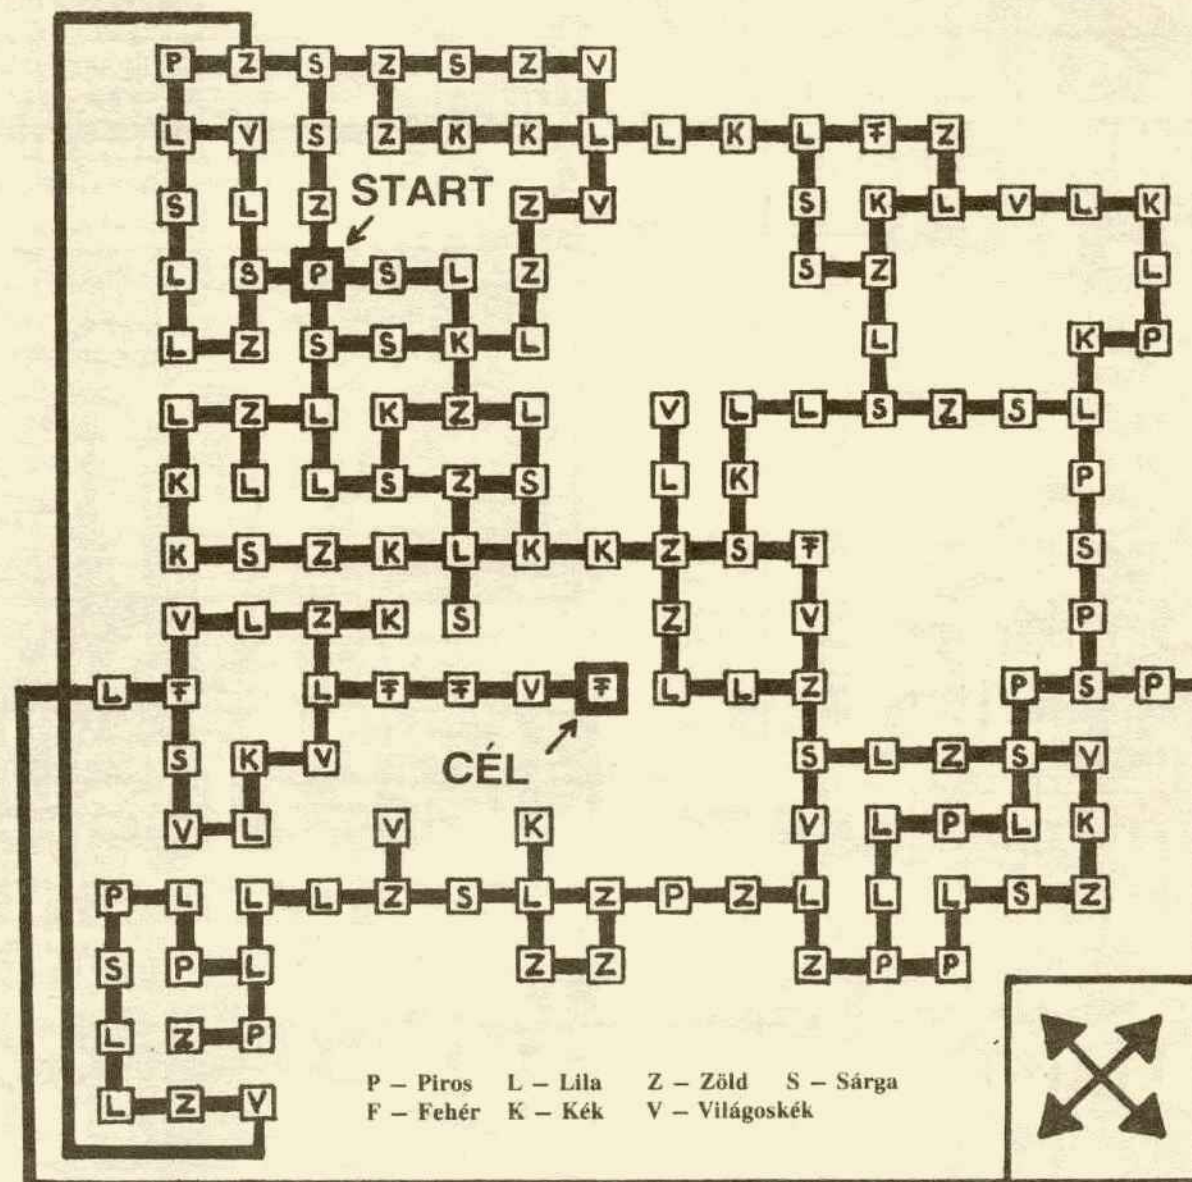 P Z S Z S Z V
L V S Z K K L L K L F Z
S L Z START Z V S K L V L K
L S P S L Z S Z L
L Z S S K L L K P
L Z L K Z L V L L S Z S L
K L L S Z S L K P
K S Z K L K K Z S F S
V L Z K S Z V P
L F L F F V F L L Z P S P
S K V CÉL S L Z S V
V L V K V L P L K
P L L L Z S L Z P Z L L L S Z
S P L Z Z Z P P
L Z P
P – Piros L – Lila Z – Zöld S – Sárga
L Z V F – Fehér K – Kék V – Világoskék